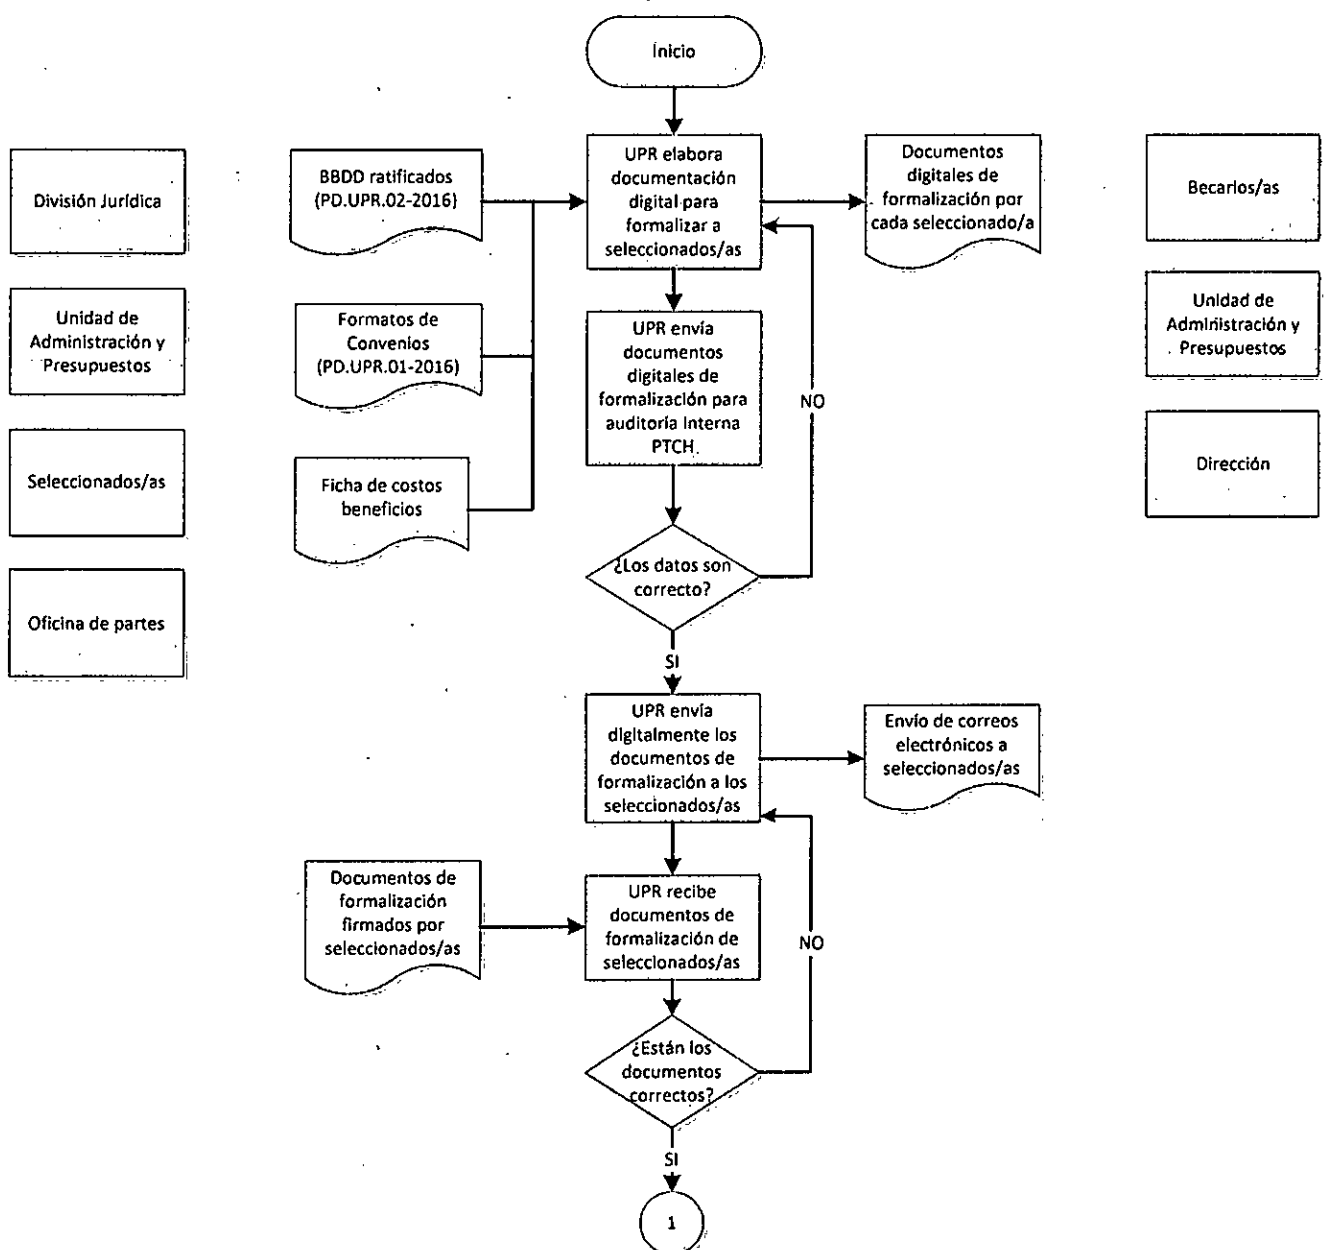 Inicio
División Jurídica
BBDD ratificados
(PD.UPR.02-2016)
UPR elabora
documentación
digital para
formalizar a
seleccionados/as
Documentos
digitales de
formalización por
cada seleccionado/a
Becarios/as
Unidad de
Administración y
Presupuestos
Formatos de
Convenios
(PD.UPR.01-2016)
UPR envía
documentos
digitales de
formalización para
auditoría Interna
PTCH
NO
Unidad de
Administración y
Presupuestos
Seleccionados/as
Ficha de costos
beneficios
Dirección
¿Los datos son
correcto?
Oficina de partes
SI
UPR envía
digitalmente los
documentos de
formalización a los
seleccionados/as
Envío de correos
electrónicos a
seleccionados/as
Documentos de
formalización
firmados por
seleccionados/as
UPR recibe
documentos de
formalización de
seleccionados/as
NO
¿Están los
documentos
correctos?
SI
1